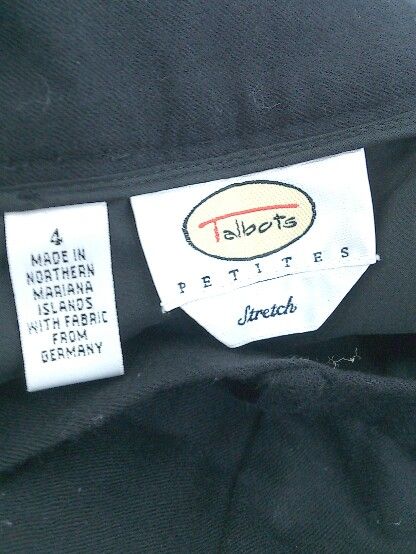 4
MADE IN
NORTHERN
MARIANA
ISLANDS
WITH FABRIC
FROM
GERMANY
Talbots
PETITES
Stretch